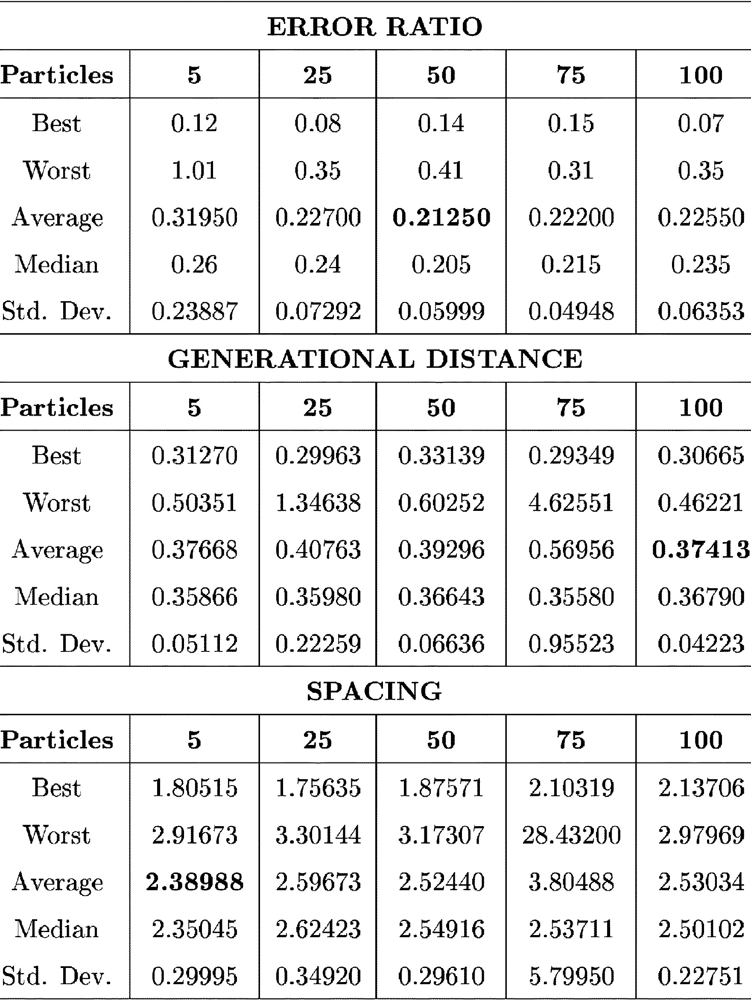 ERROR RATIO
Particles 5 25 50 75 100
Best 0.12 0.08 0.14 0.15 0.07
Worst 1.01 0.35 0.41 0.31 0.35
Average 0.31950 0.22700 0.21250 0.22200 0.22550
Median 0.26 0.24 0.205 0.215 0.235
Std. Dev. 0.23887 0.07292 0.05999 0.04948 0.06353
GENERATIONAL DISTANCE
Particles 5 25 50 75 100
Best 0.31270 0.29963 0.33139 0.29349 0.30665
Worst 0.50351 1.34638 0.60252 4.62551 0.46221
Average 0.37668 0.40763 0.39296 0.56956 0.37413
Median 0.35866 0.35980 0.36643 0.35580 0.36790
Std. Dev. 0.05112 0.22259 0.06636 0.95523 0.04223
SPACING
Particles 5 25 50 75 100
Best 1.80515 1.75635 1.87571 2.10319 2.13706
Worst 2.91673 3.30144 3.17307 28.43200 2.97969
Average 2.38988 2.59673 2.52440 3.80488 2.53034
Median 2.35045 2.62423 2.54916 2.53711 2.50102
Std. Dev. 0.29995 0.34920 0.29610 5.79950 0.22751